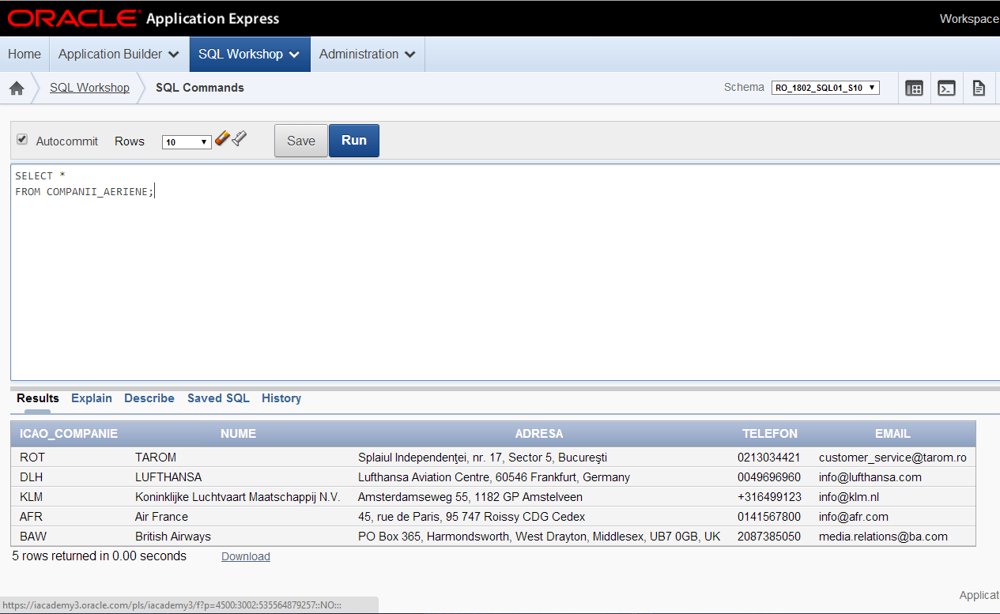 ORACLE® Application Express
Workspace
Home Application Builder SQL Workshop Administration
SQL Workshop SQL Commands Schema RO_1802_SQL01_S10
Autocommit Rows 10 Save Run
SELECT *
FROM COMPANII_AERIENE;
Results Explain Describe Saved SQL History
ICAO_COMPANIE NUME ADRESA TELEFON EMAIL
ROT TAROM Splaiul Independenţei, nr. 17, Sector 5, Bucureşti 0213034421 customer_service@tarom.ro
DLH LUFTHANSA Lufthansa Aviation Centre, 60546 Frankfurt, Germany 0049696960 info@lufthansa.com
KLM Koninklijke Luchtvaart Maatschappij N.V. Amsterdamseweg 55, 1182 GP Amstelveen +316499123 info@klm.nl
AFR Air France 45, rue de Paris, 95 747 Roissy CDG Cedex 0141567800 info@afr.com
BAW British Airways PO Box 365, Harmondsworth, West Drayton, Middlesex, UB7 0GB, UK 2087385050 media.relations@ba.com
5 rows returned in 0.00 seconds Download
Applicat
https://iacademy3.oracle.com/pls/iacademy3/f?p=4500:3002:535564879257::NO:::